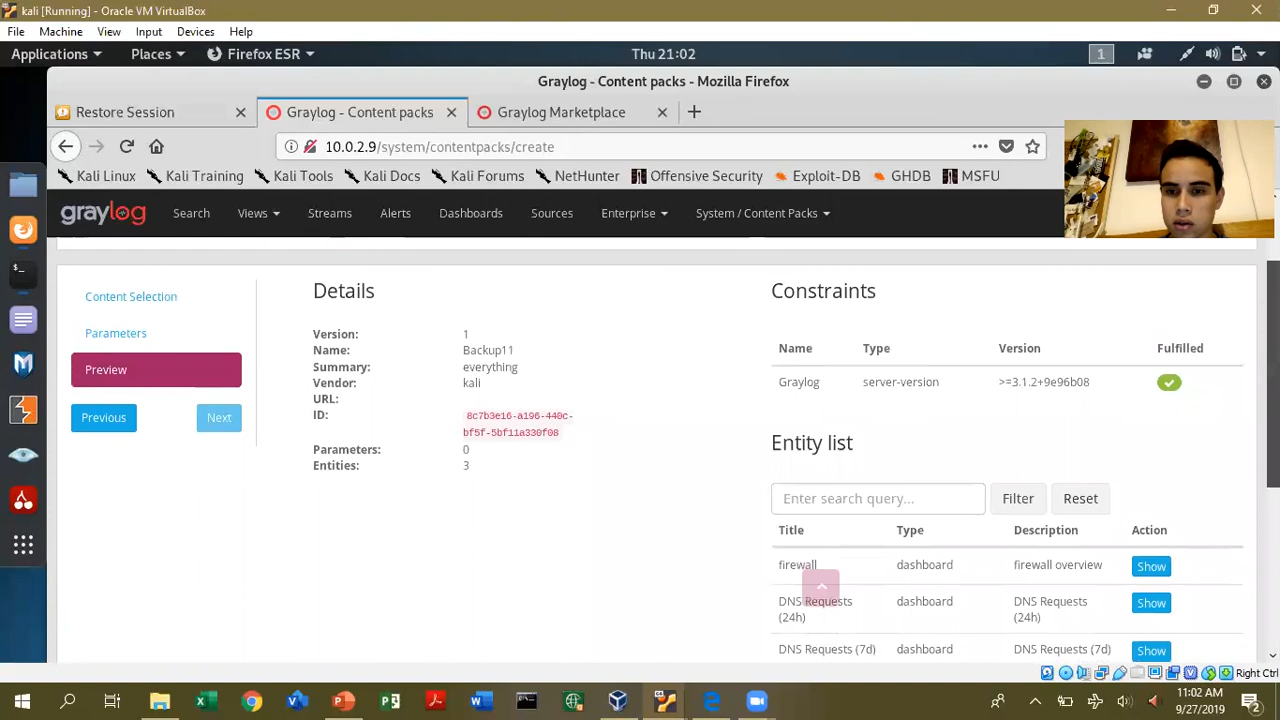 kali [Running] - Oracle VM VirtualBox
File Machine View Input Devices Help
Applications Places Firefox ESR Thu 21:02 1
Graylog - Content packs - Mozilla Firefox
Restore Session Graylog - Content packs Graylog Marketplace
10.0.2.9/system/contentpacks/create
Kali Linux Kali Training Kali Tools Kali Docs Kali Forums NetHunter Offensive Security Exploit-DB GHDB MSFU
graylog Search Views Streams Alerts Dashboards Sources Enterprise System / Content Packs
Content Selection
Parameters
Preview
Previous Next
Details
Version: 1
Name: Backup11
Summary: everything
Vendor: kali
URL:
ID: 8c7b3e16-a196-440c-
bf5f-5bf11a330f08
Parameters: 0
Entities: 3
Constraints
Name Type Version Fulfilled
Graylog server-version >=3.1.2+9e96b08
Entity list
Enter search query... Filter Reset
Title Type Description Action
firewall dashboard firewall overview Show
DNS Requests dashboard DNS Requests Show
(24h) (24h)
DNS Requests (7d) dashboard DNS Requests (7d) Show
Right Ctrl
11:02 AM
9/27/2019
2